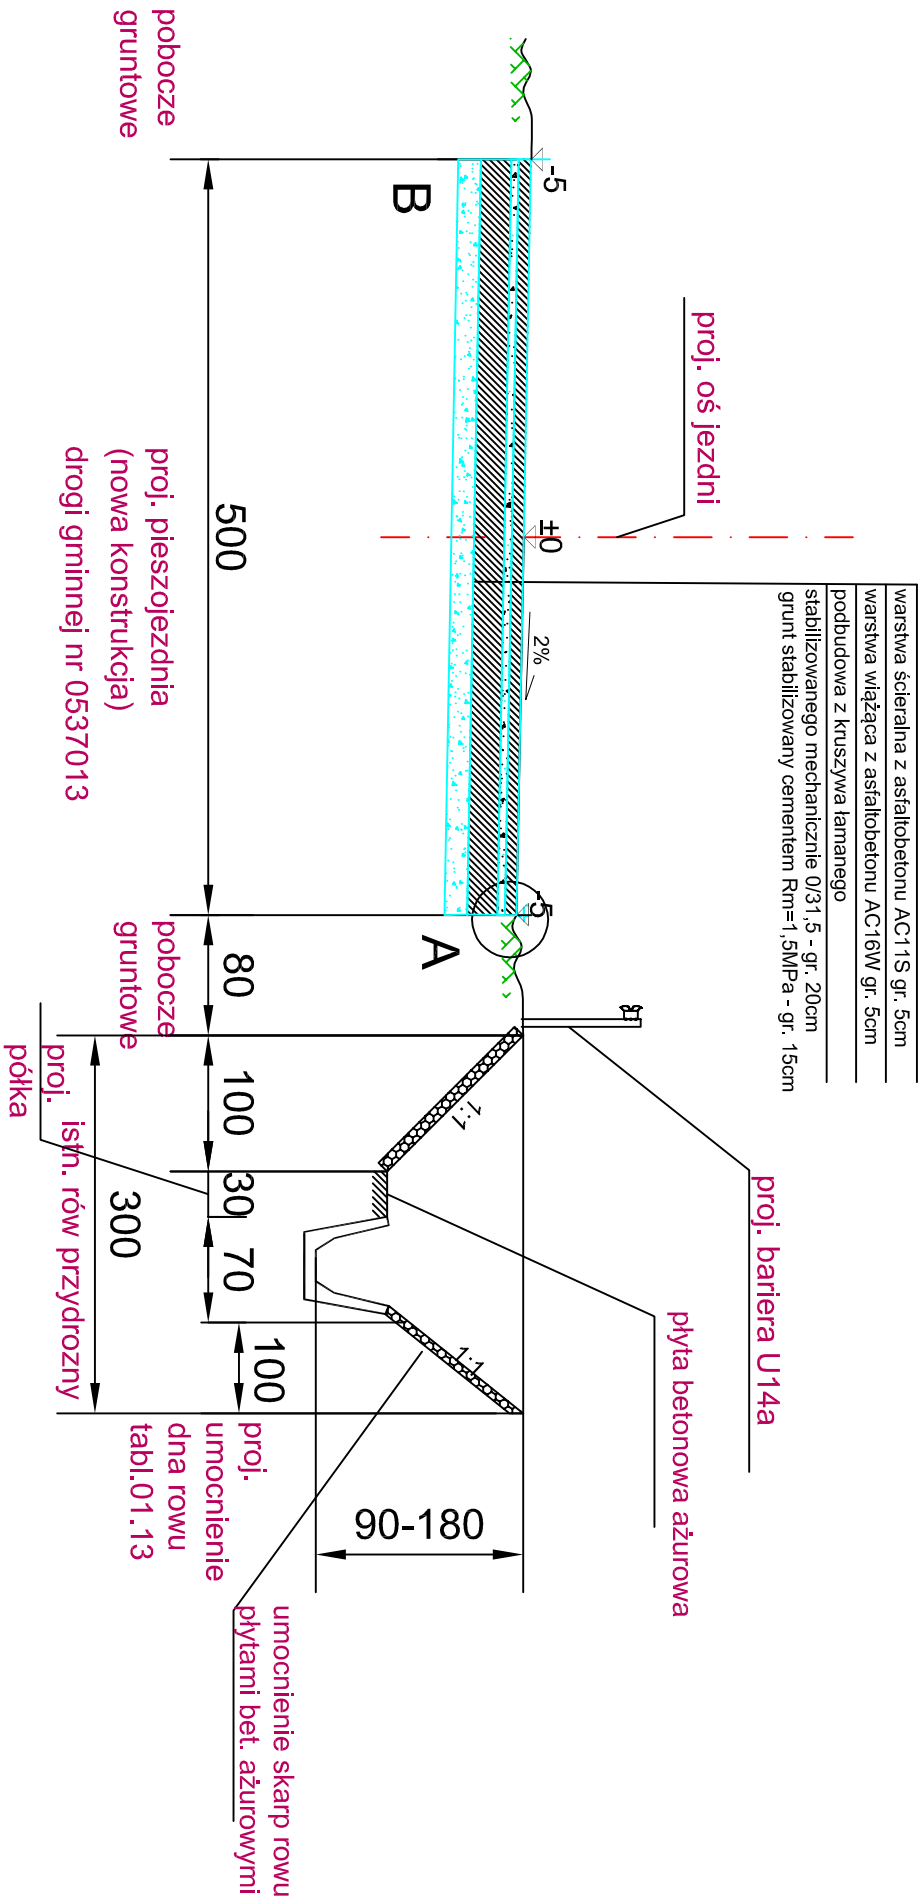 warstwa ścieralna z asfaltobetonu AC11S gr. 5cm
warstwa wiążąca z asfaltobetonu AC16W gr. 5cm
podbudowa z kruszywa łamanego
stabilizowanego mechanicznie 0/31,5 - gr. 20cm
grunt stabilizowany cementem Rm=1,5MPa - gr. 15cm
proj. oś jezdni
proj. bariera U14a
płyta betonowa ażurowa
-5
±0
2%
-5
1:1
1:1
B
A
90-180
500
80
100
30
70
100
300
pobocze
gruntowe
proj. pieszojezdnia
(nowa konstrukcja)
drogi gminnej nr 0537013
pobocze
gruntowe
proj.
półka
istn. rów przydrozny
proj.
umocnienie
dna rowu
tabl.01.13
umocnienie skarp rowu
płytami bet. ażurowymi